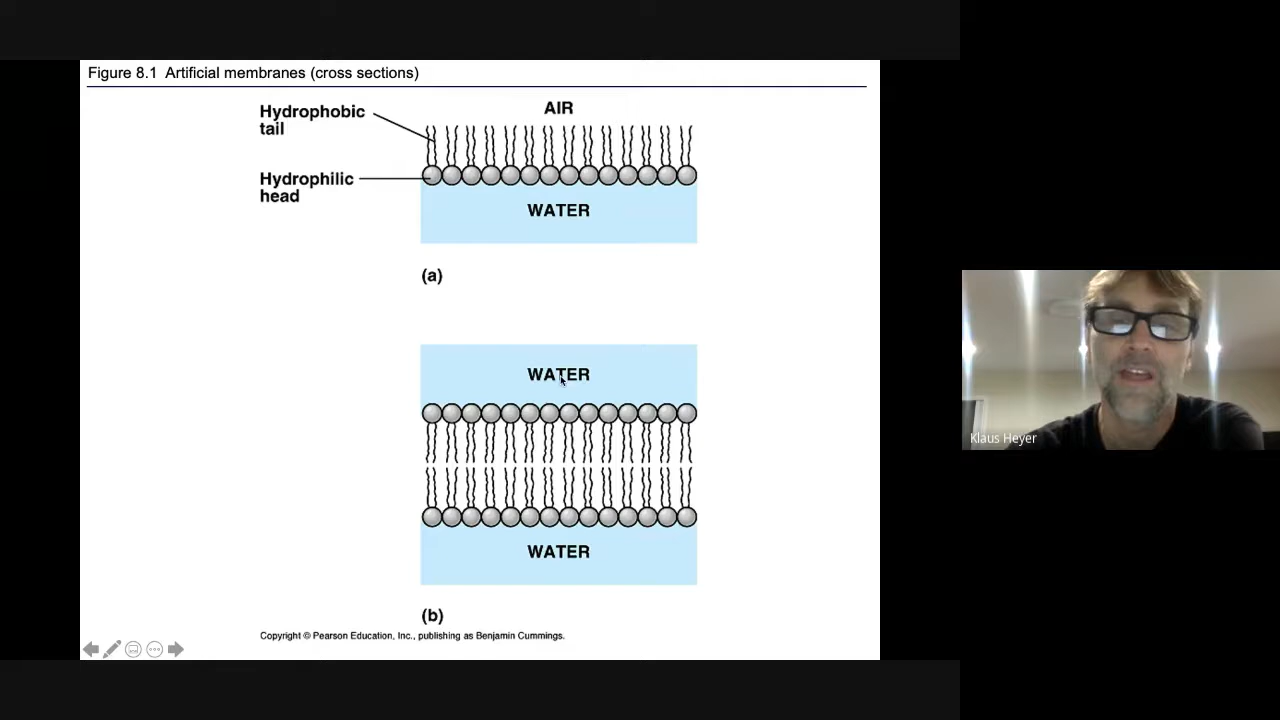 Figure 8.1 Artificial membranes (cross sections)
AIR
Hydrophobic
tail
Hydrophilic
head
WATER
(a)
WATER
WATER
(b)
Copyright © Pearson Education, Inc., publishing as Benjamin Cummings.
Klaus Heyer